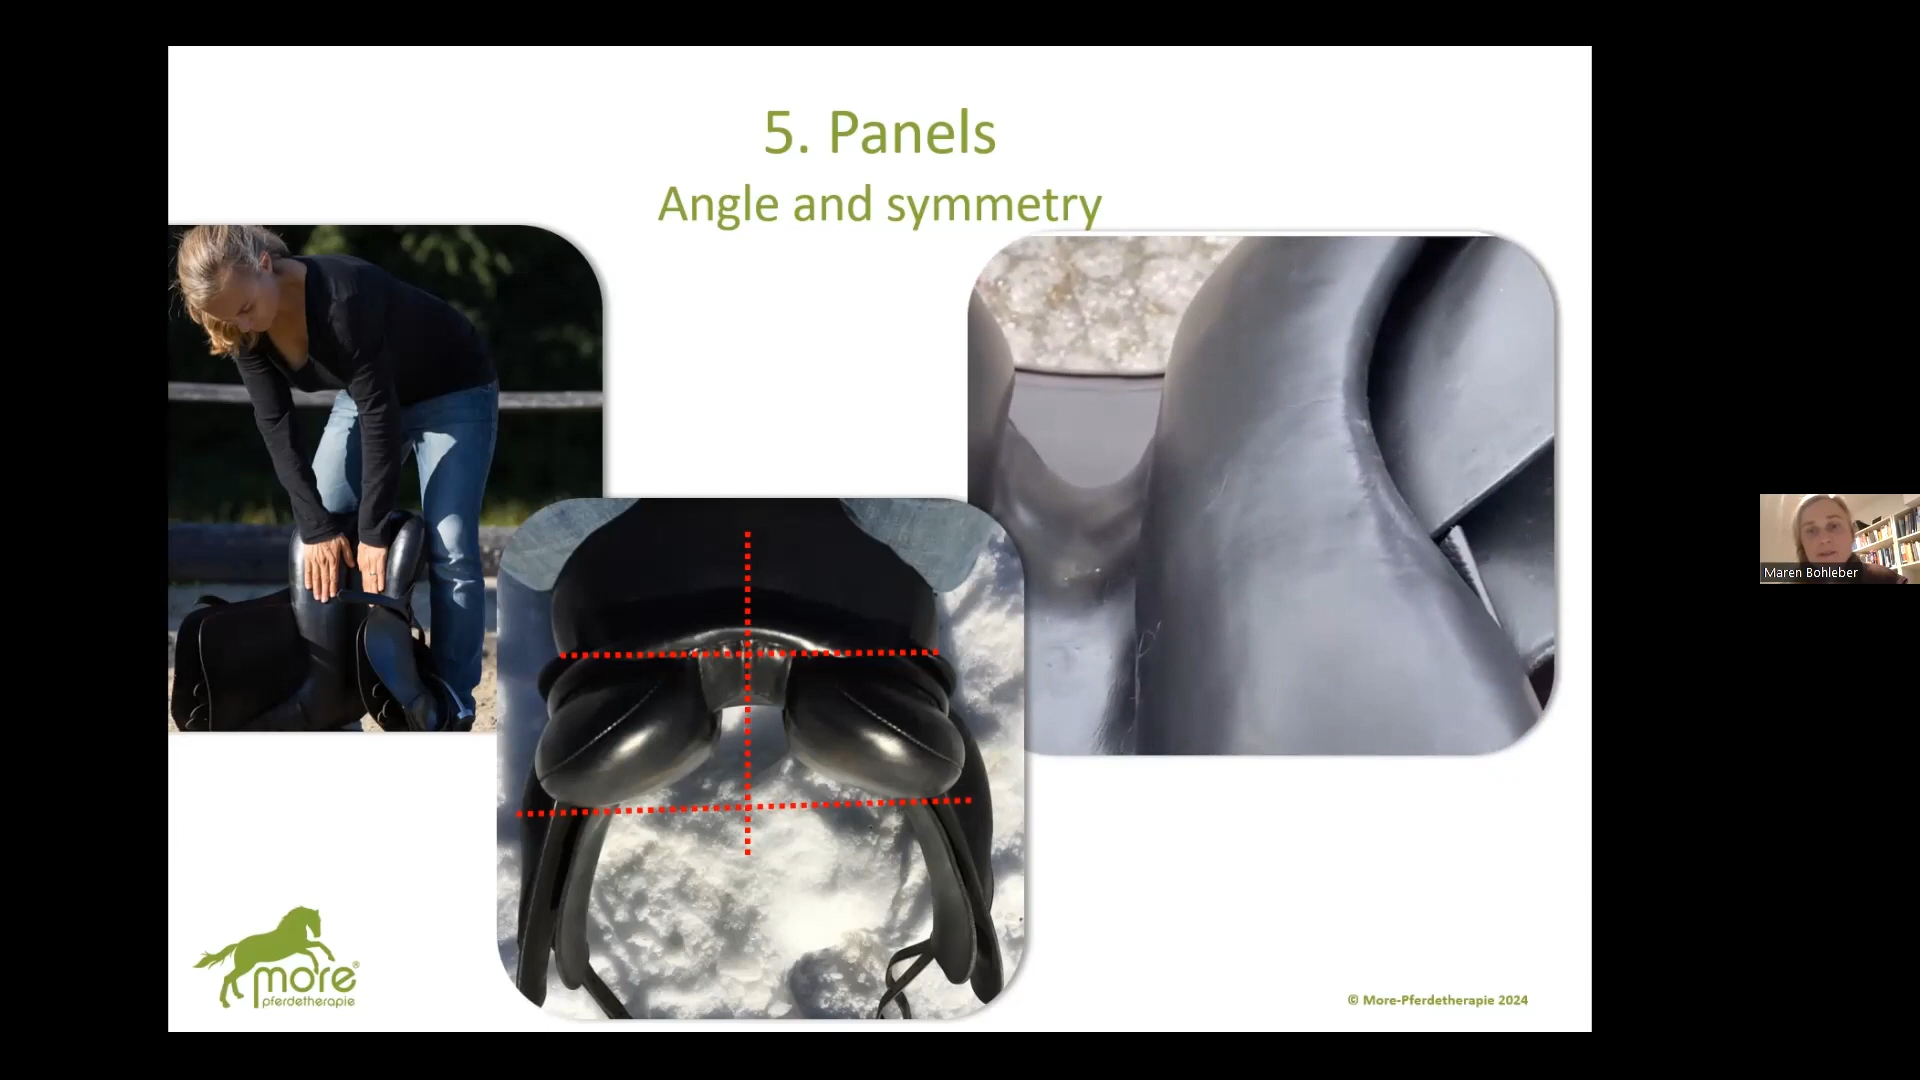 5. Panels
Angle and symmetry
Maren Bohleber
more®
pferdetherapie
© More-Pferdetherapie 2024